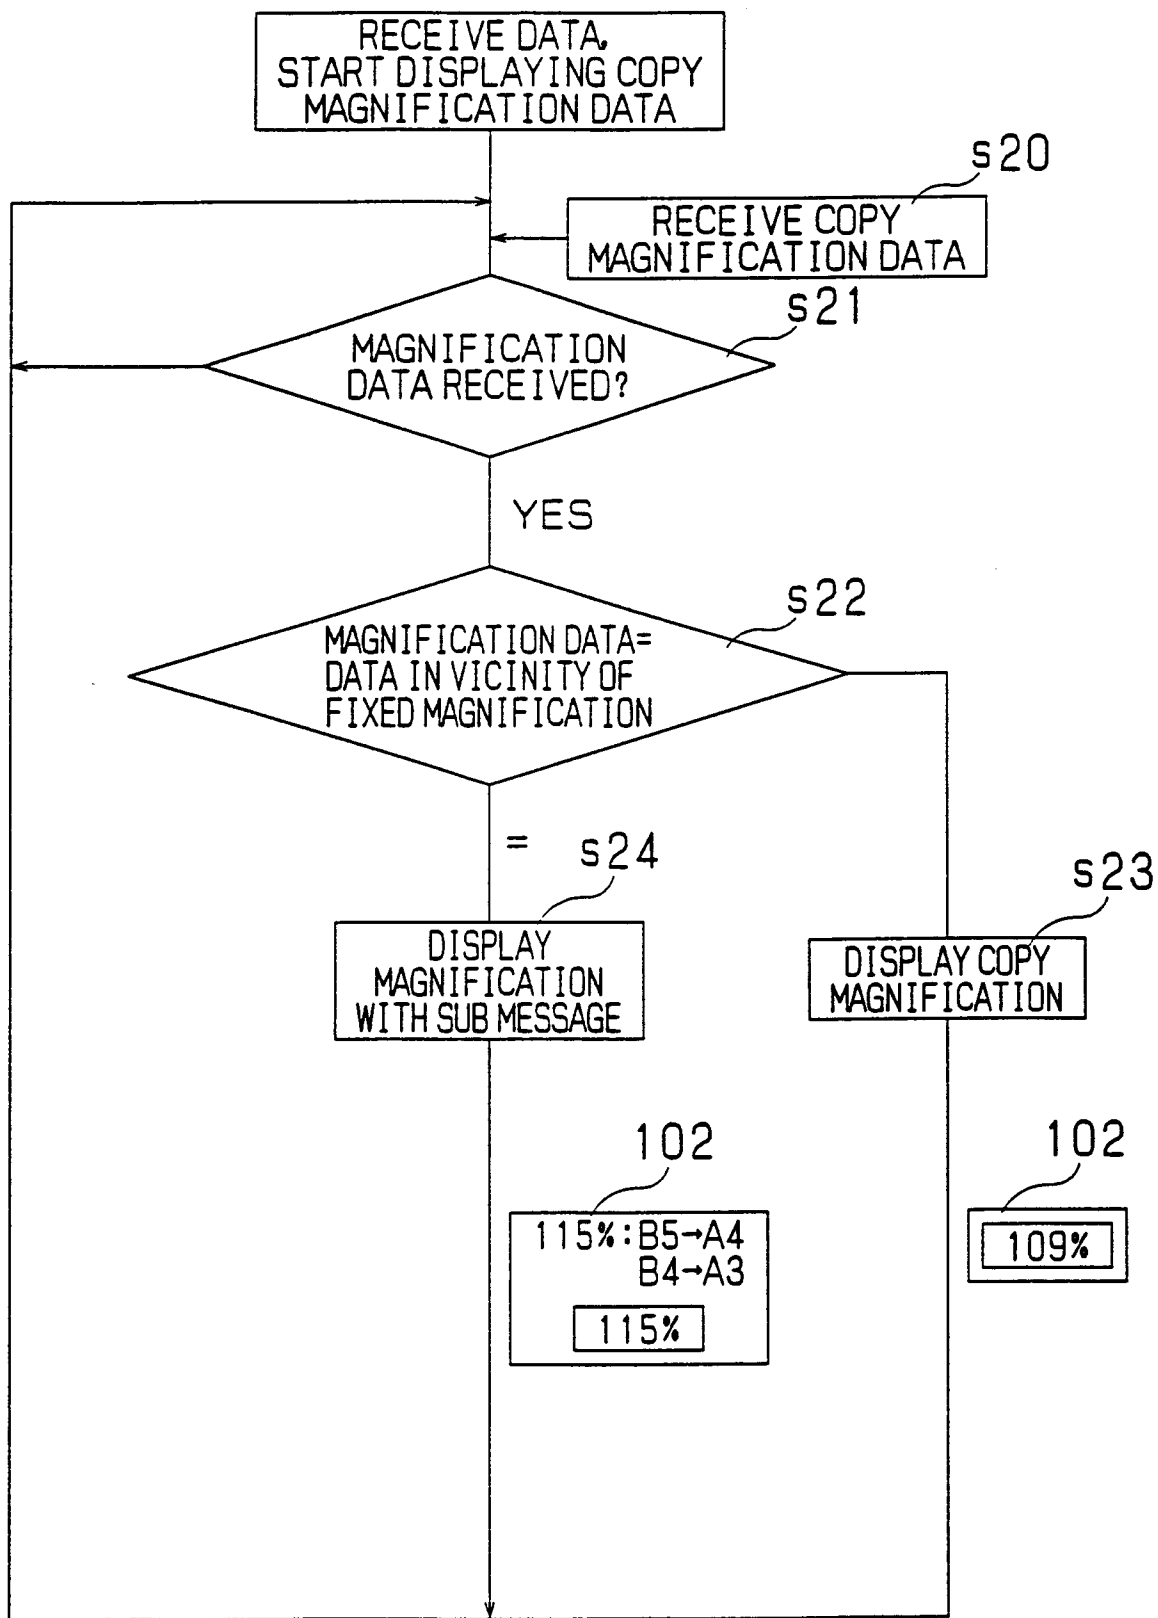 RECEIVE DATA,
START DISPLAYING COPY
MAGNIFICATION DATA
s20
RECEIVE COPY
MAGNIFICATION DATA
s21
MAGNIFICATION
DATA RECEIVED?
YES
s22
MAGNIFICATION DATA=
DATA IN VICINITY OF
FIXED MAGNIFICATION
=
s24
DISPLAY
MAGNIFICATION
WITH SUB MESSAGE
s23
DISPLAY COPY
MAGNIFICATION
102
115%:B5→A4
B4→A3
115%
102
109%